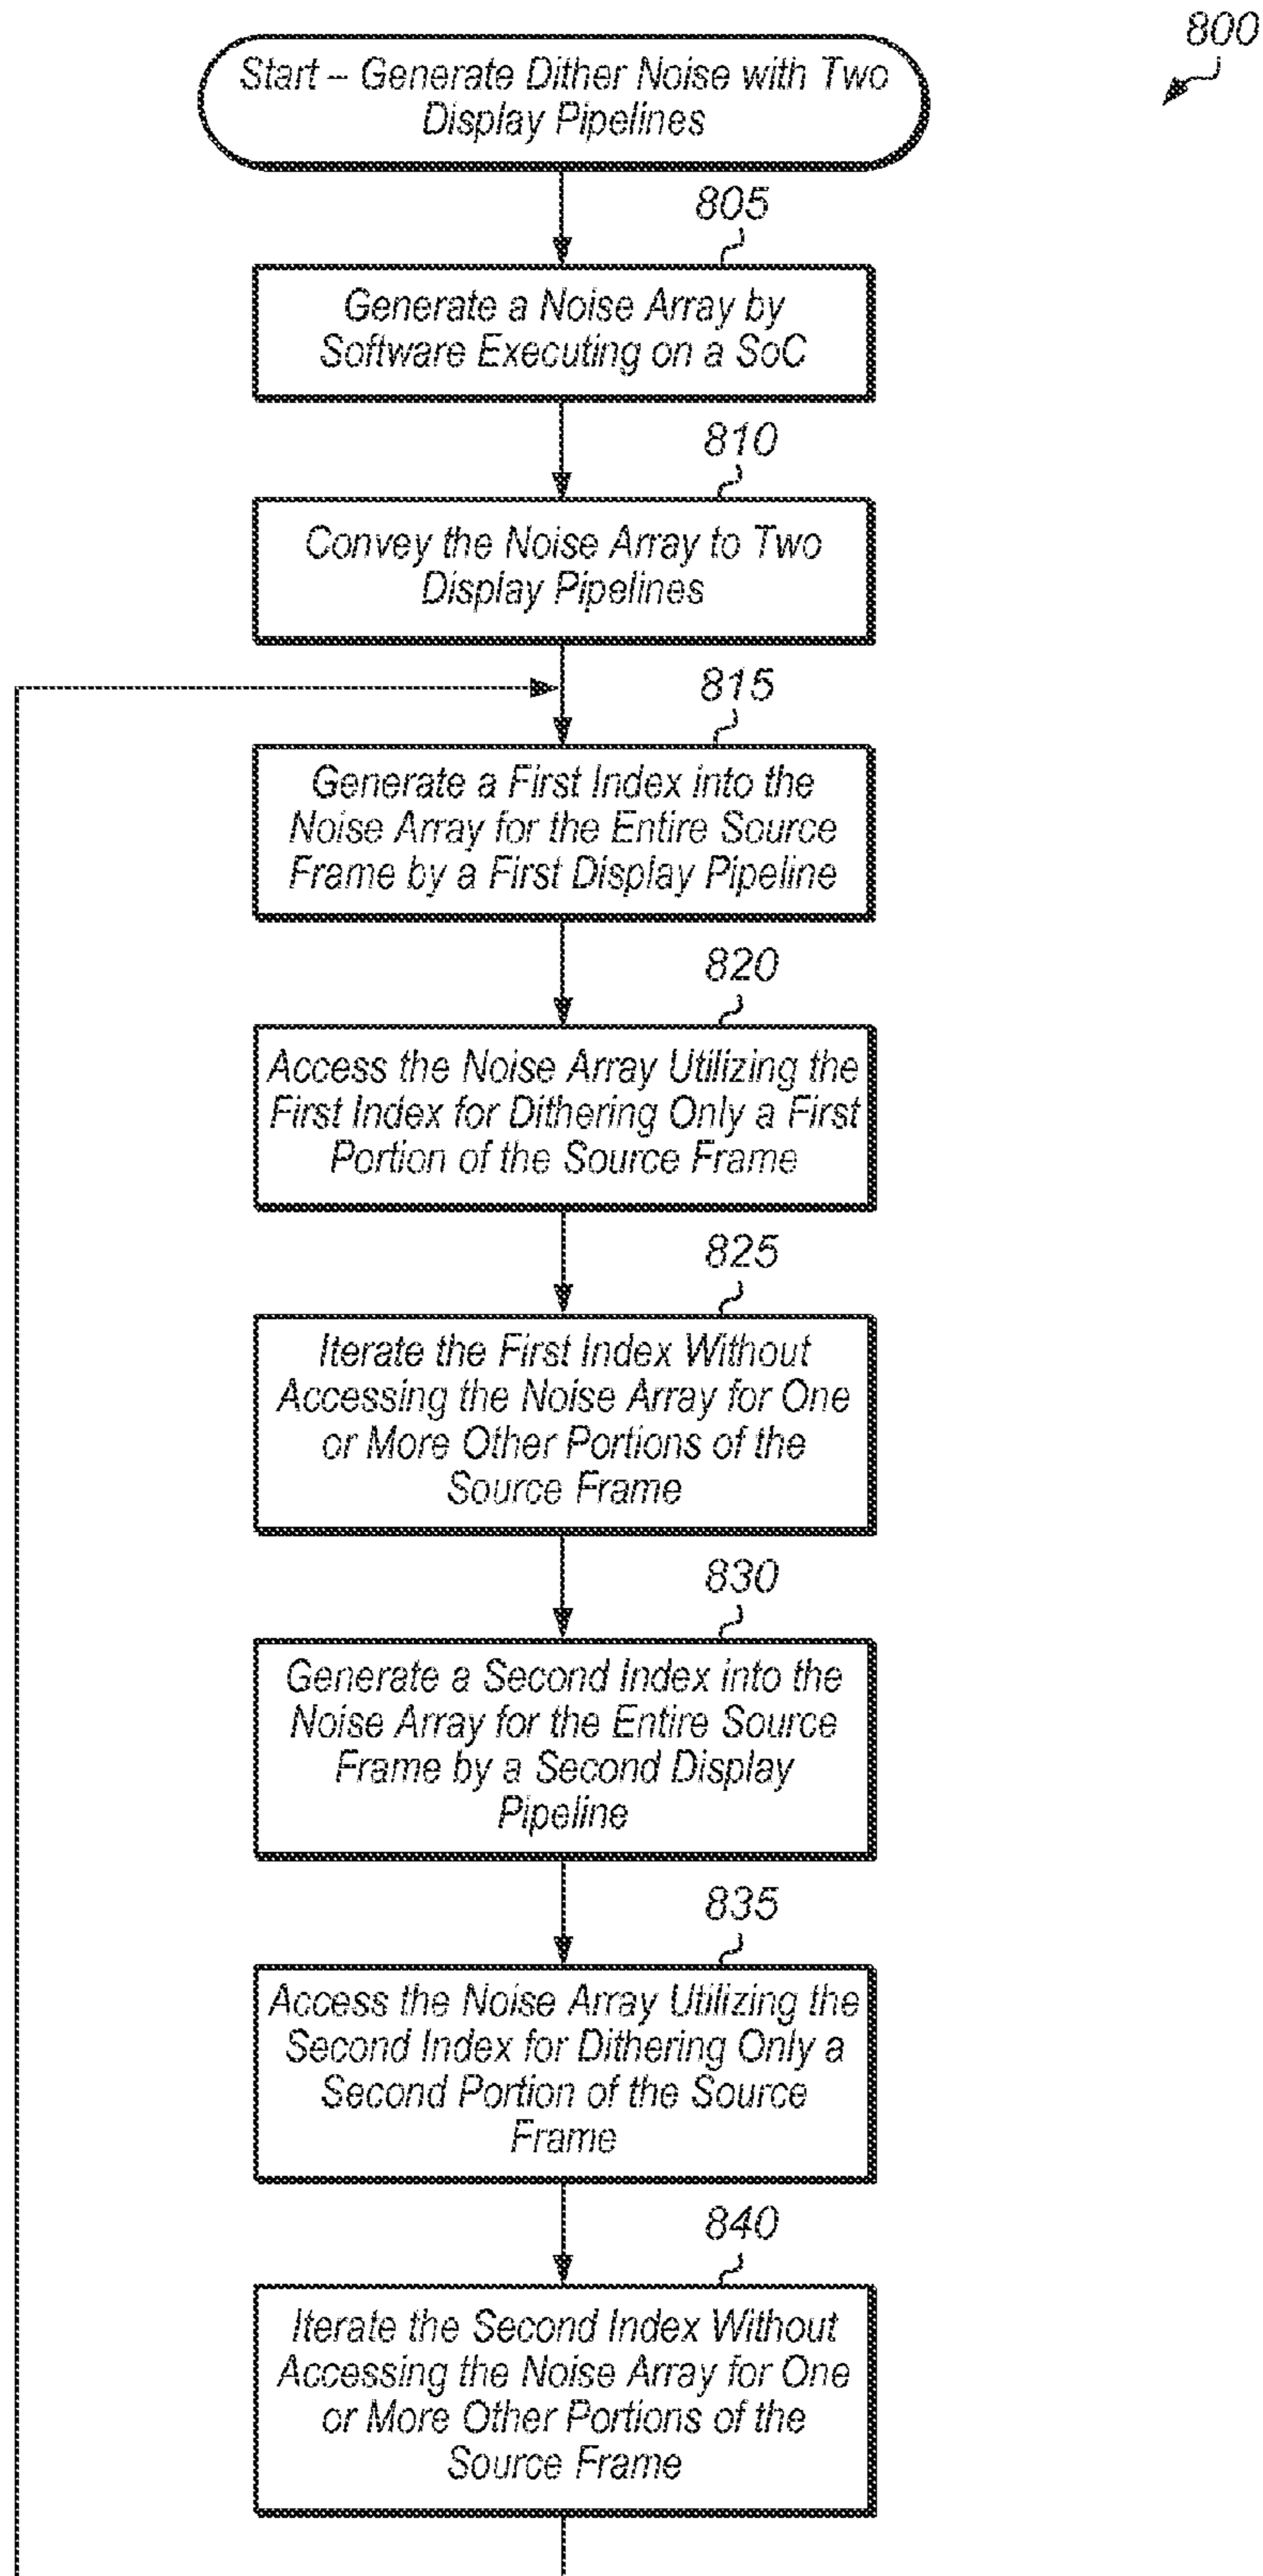 800
Start – Generate Dither Noise with Two
Display Pipelines
805
Generate a Noise Array by
Software Executing on a SoC
810
Convey the Noise Array to Two
Display Pipelines
815
Generate a First Index into the
Noise Array for the Entire Source
Frame by a First Display Pipeline
820
Access the Noise Array Utilizing the
First Index for Dithering Only a First
Portion of the Source Frame
825
Iterate the First Index Without
Accessing the Noise Array for One
or More Other Portions of the
Source Frame
830
Generate a Second Index into the
Noise Array for the Entire Source
Frame by a Second Display
Pipeline
835
Access the Noise Array Utilizing the
Second Index for Dithering Only a
Second Portion of the Source
Frame
840
Iterate the Second Index Without
Accessing the Noise Array for One
or More Other Portions of the
Source Frame